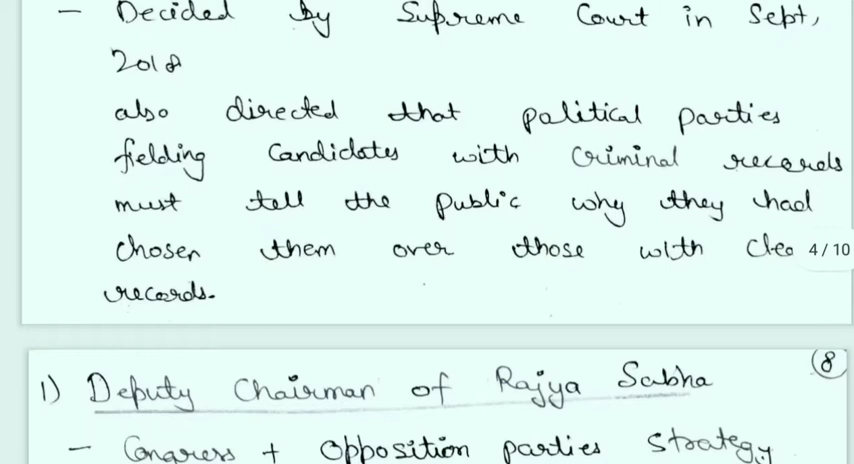 - Decided by Supreme Court in Sept,
2018
also directed that political parties
fielding candidates with Criminal records
must tell the public why they had
chosen them over those with Clea
4/10
records.
8
1) Deputy Chairman of Rajya Sabha
- Congress + Opposition parties strategy